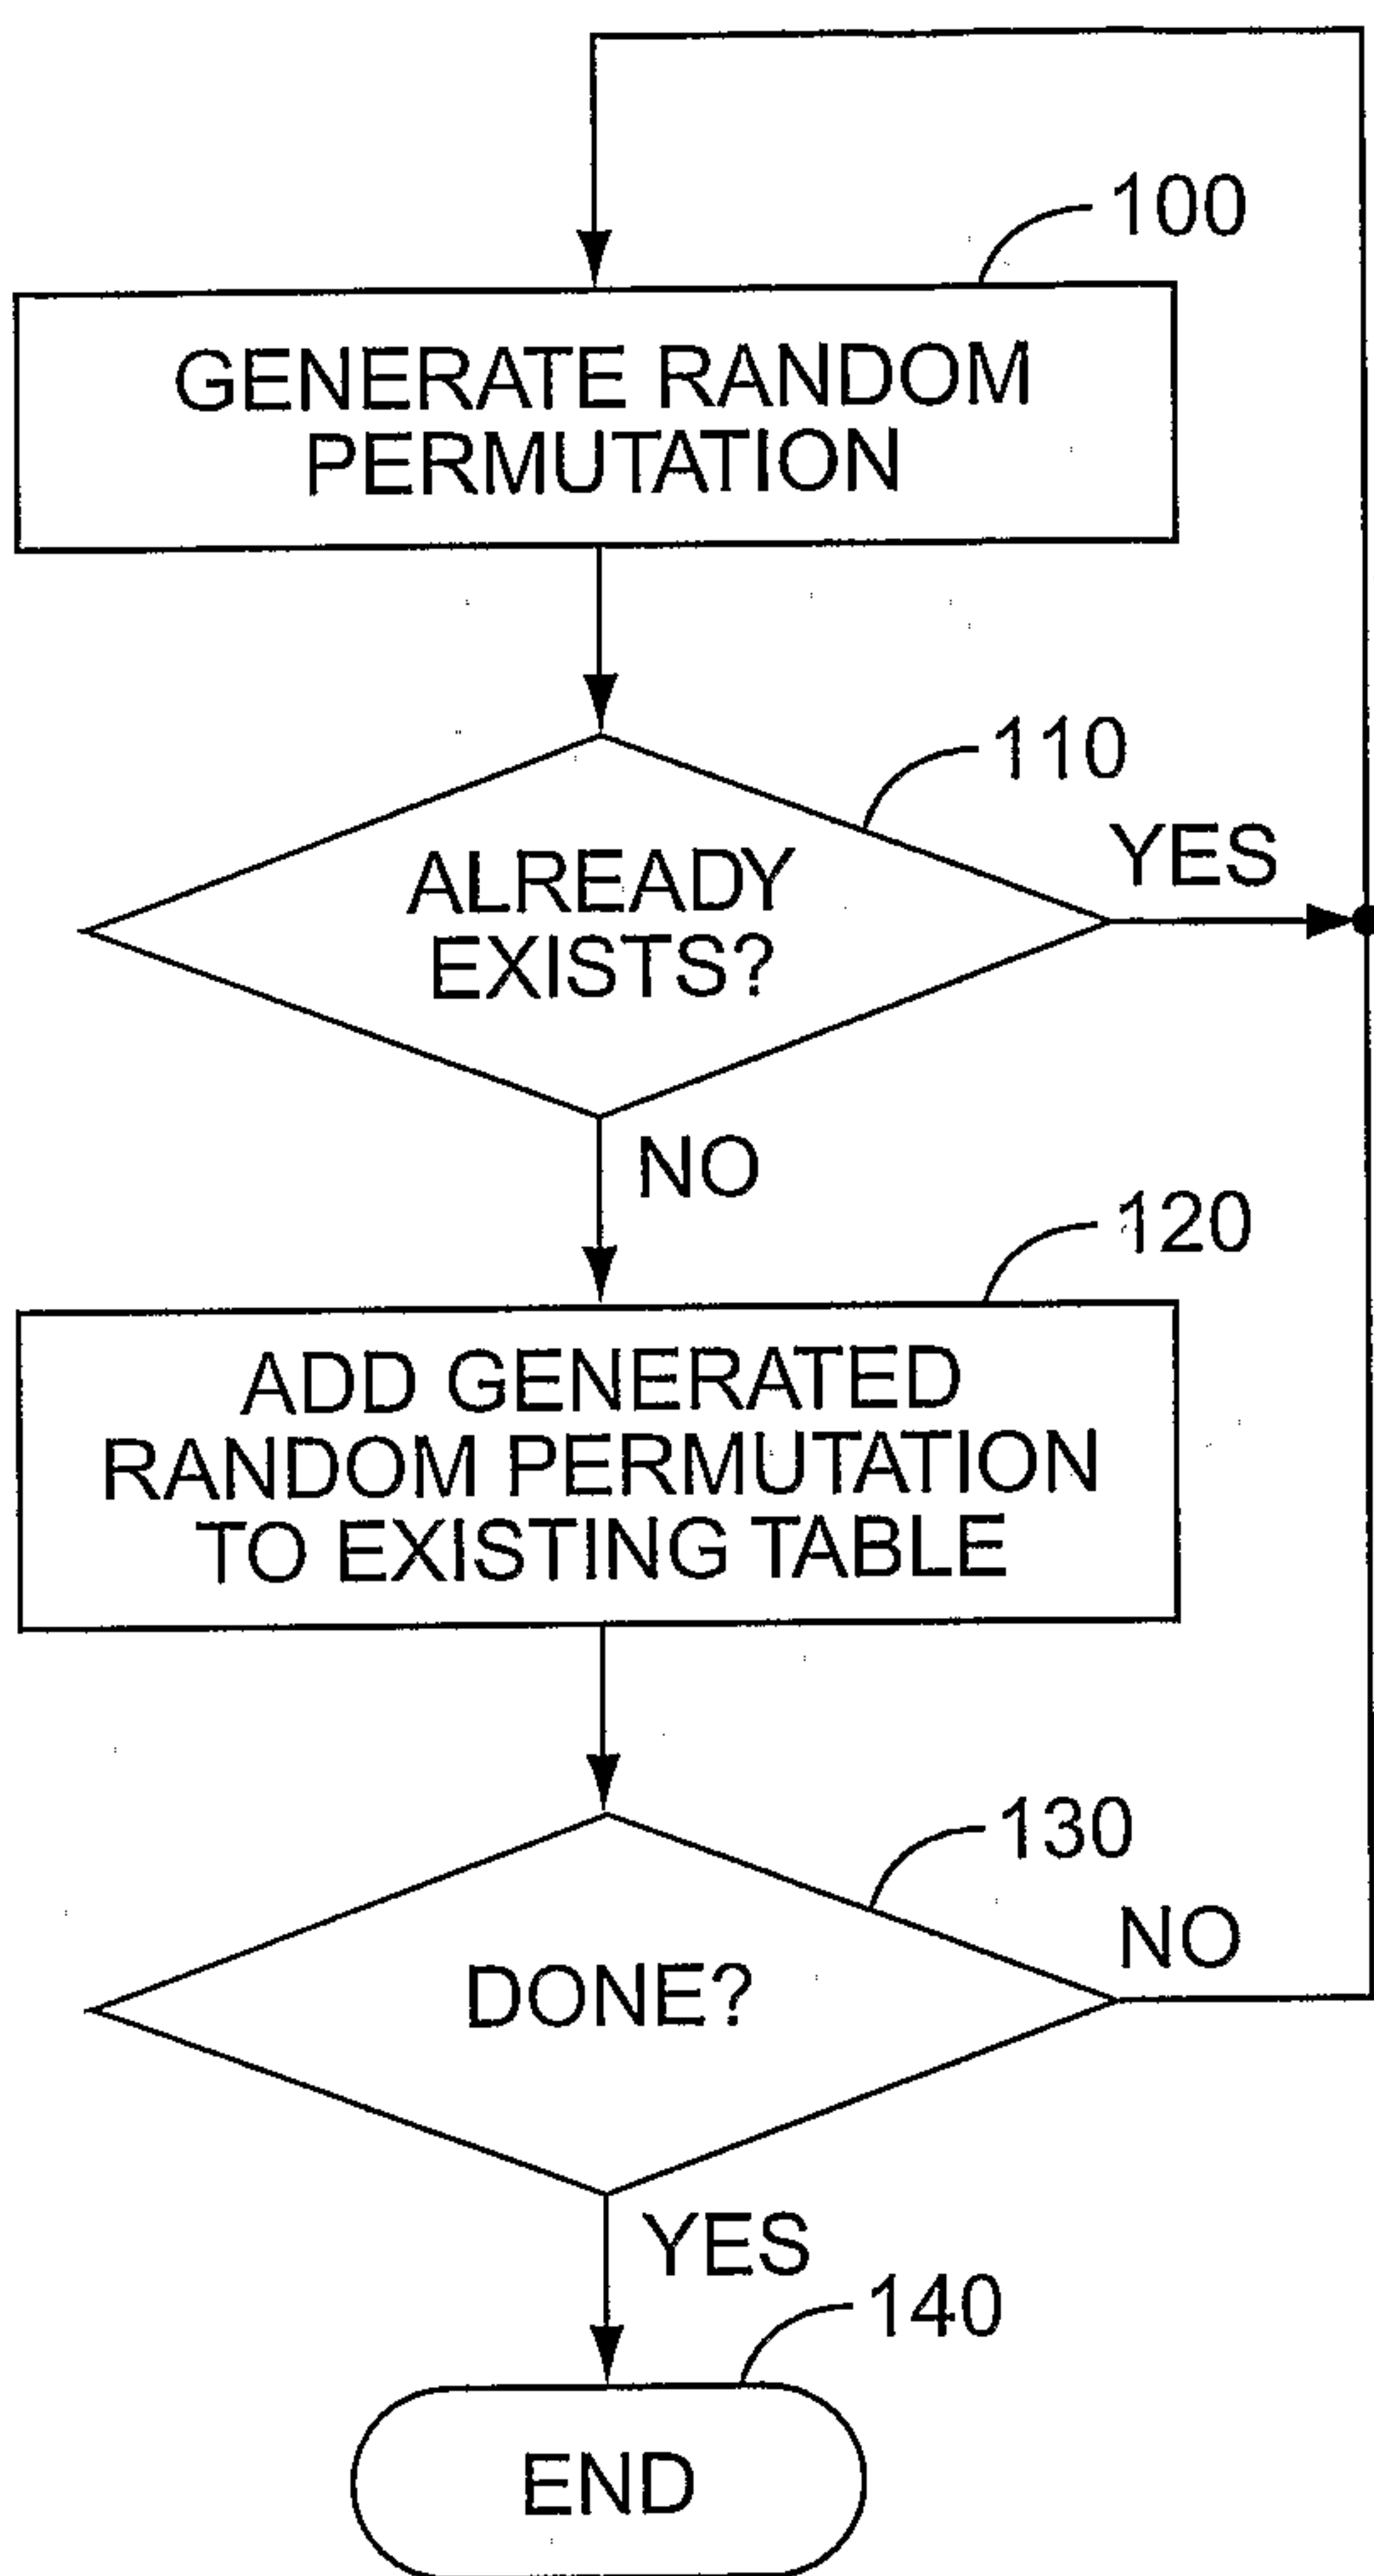 100
GENERATE RANDOM
PERMUTATION
110
ALREADY
EXISTS?
YES
NO
120
ADD GENERATED
RANDOM PERMUTATION
TO EXISTING TABLE
130
DONE?
NO
YES
140
END